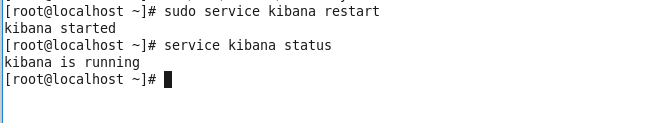 [root@localhost ~]# sudo service kibana restart
kibana started
[root@localhost ~]# service kibana status
kibana is running
[root@localhost ~]#